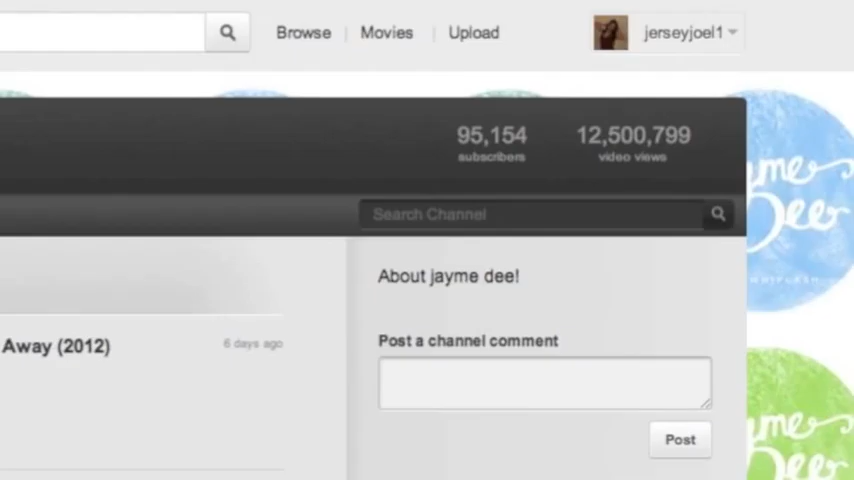 Browse | Movies | Upload
jerseyjoel1
95,154
subscribers
12,500,799
video views
Search Channel
About jayme dee!
Away (2012)
6 days ago
Post a channel comment
Post